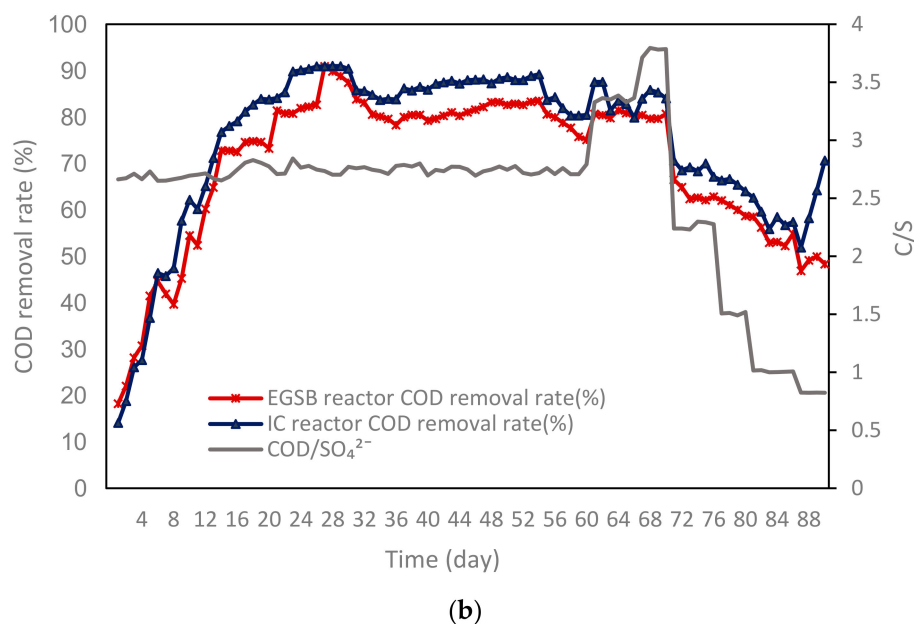 100
90
80
70
60
50
40
30
20
10
0
COD removal rate (%)
4
3.5
3
2.5
2
1.5
1
0.5
0
C/S
EGSB reactor COD removal rate(%)
IC reactor COD removal rate(%)
COD/SO₄²⁻
4 8 12 16 20 24 28 32 36 40 44 48 52 56 60 64 68 72 76 80 84 88
Time (day)
(b)